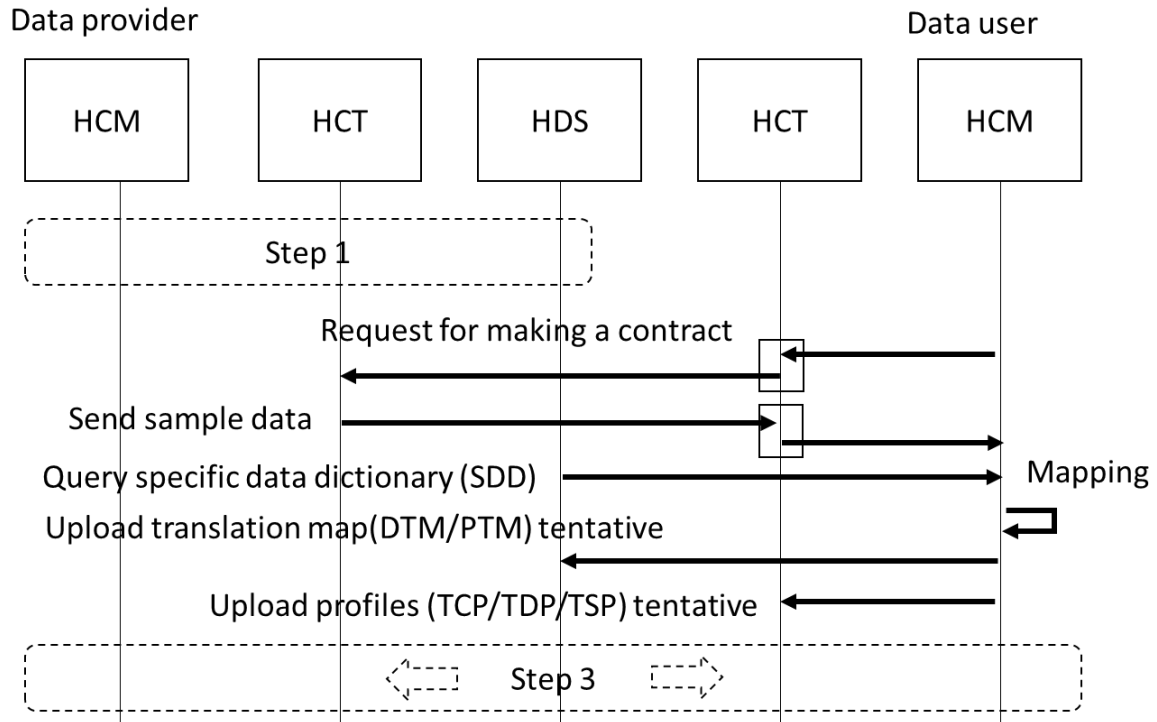 Data provider
Data user
HCM
HCT
HDS
HCT
HCM
Step 1
Request for making a contract
Send sample data
Query specific data dictionary (SDD)
Mapping
Upload translation map(DTM/PTM) tentative
Upload profiles (TCP/TDP/TSP) tentative
Step 3